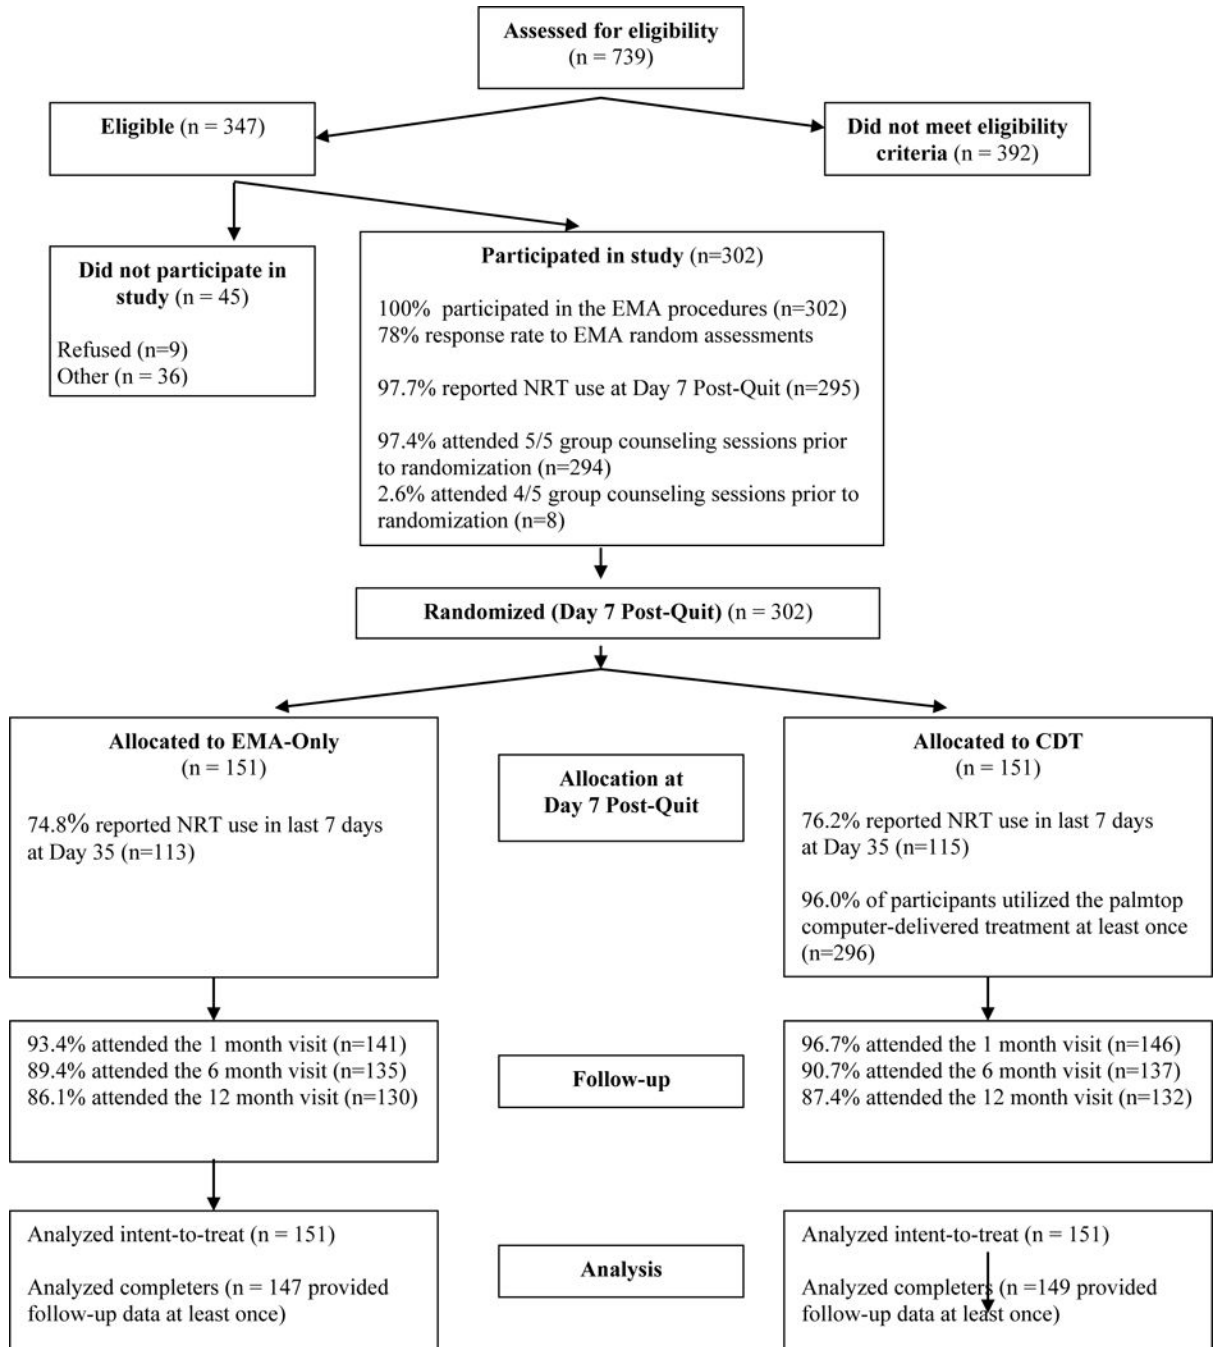 Assessed for eligibility
(n = 739)
Eligible (n = 347)
Did not meet eligibility
criteria (n = 392)
Did not participate in
study (n = 45)
Refused (n=9)
Other (n = 36)
Participated in study (n=302)
100% participated in the EMA procedures (n=302)
78% response rate to EMA random assessments
97.7% reported NRT use at Day 7 Post-Quit (n=295)
97.4% attended 5/5 group counseling sessions prior
to randomization (n=294)
2.6% attended 4/5 group counseling sessions prior to
randomization (n=8)
Randomized (Day 7 Post-Quit) (n = 302)
Allocated to EMA-Only
(n = 151)
74.8% reported NRT use in last 7 days
at Day 35 (n=113)
Allocation at
Day 7 Post-Quit
Allocated to CDT
(n = 151)
76.2% reported NRT use in last 7 days
at Day 35 (n=115)
96.0% of participants utilized the palmtop
computer-delivered treatment at least once
(n=296)
93.4% attended the 1 month visit (n=141)
89.4% attended the 6 month visit (n=135)
86.1% attended the 12 month visit (n=130)
Follow-up
96.7% attended the 1 month visit (n=146)
90.7% attended the 6 month visit (n=137)
87.4% attended the 12 month visit (n=132)
Analyzed intent-to-treat (n = 151)
Analyzed completers (n = 147 provided
follow-up data at least once)
Analysis
Analyzed intent-to-treat (n = 151)
Analyzed completers (n =149 provided
follow-up data at least once)